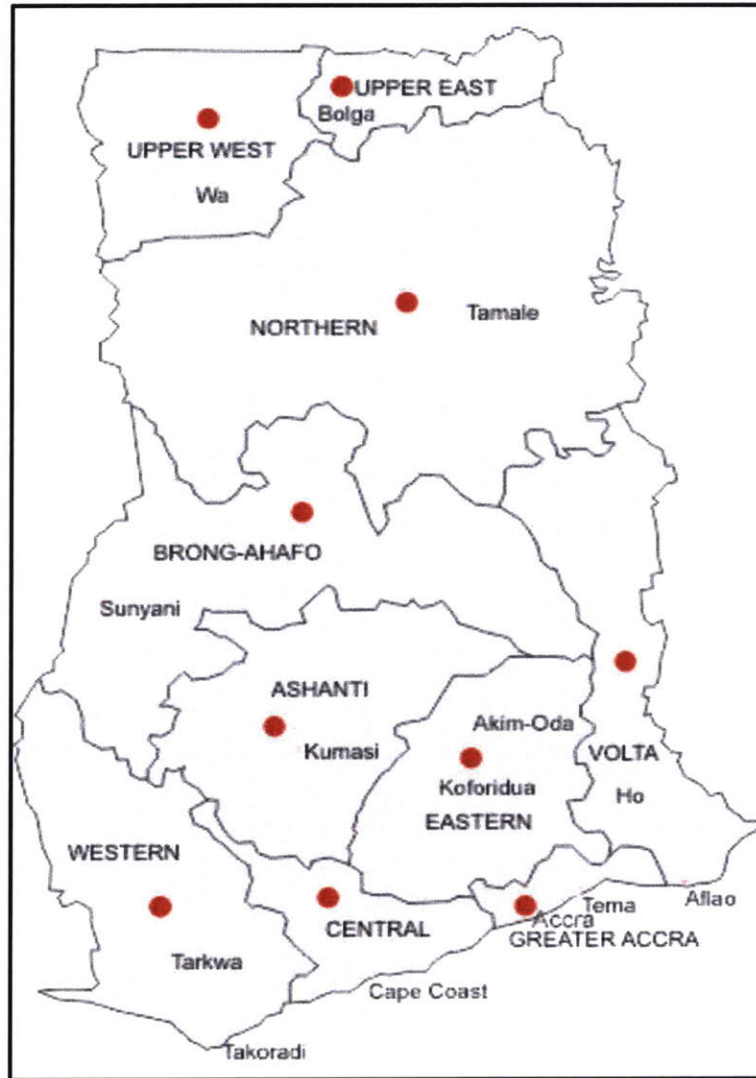 UPPER EAST
Bolga
UPPER WEST
Wa
NORTHERN
Tamale
BRONG-AHAFO
Sunyani
ASHANTI
Kumasi
Akim-Oda
Koforidua
EASTERN
VOLTA
Ho
WESTERN
Tarkwa
Takoradi
CENTRAL
Cape Coast
Accra
Tema
Aflao
GREATER ACCRA